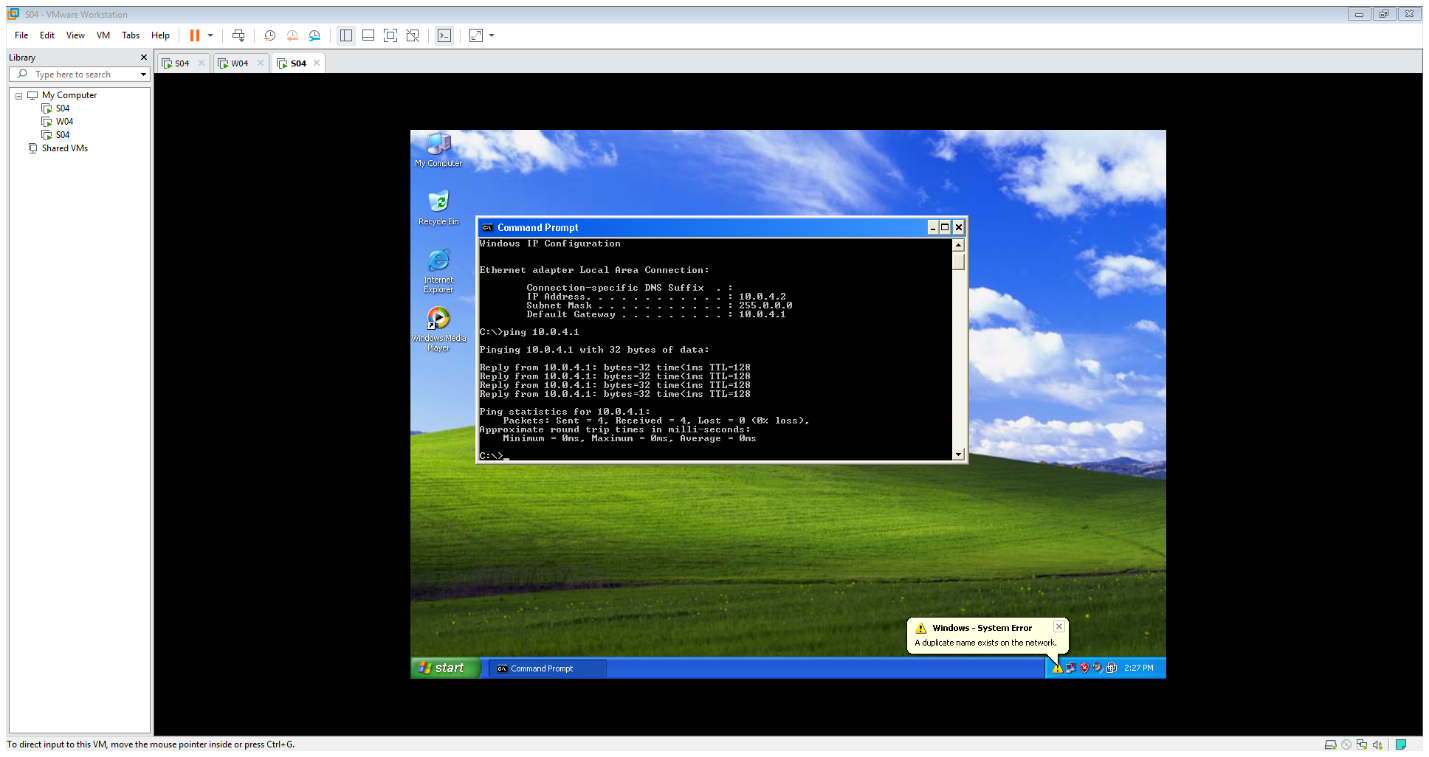 S04 - VMware Workstation
File Edit View VM Tabs Help
Library
Type here to search
My Computer
S04
W04
S04
Shared VMs
S04 W04 S04
My Computer
Recycle Bin
Internet
Explorer
Windows Media
Player
Command Prompt
Windows IP Configuration
Ethernet adapter Local Area Connection:
Connection-specific DNS Suffix . :
IP Address. . . . . . . . . . . . : 10.0.4.2
Subnet Mask . . . . . . . . . . . : 255.0.0.0
Default Gateway . . . . . . . . . : 10.0.4.1
C:\>ping 10.0.4.1
Pinging 10.0.4.1 with 32 bytes of data:
Reply from 10.0.4.1: bytes=32 time<1ms TTL=128
Reply from 10.0.4.1: bytes=32 time<1ms TTL=128
Reply from 10.0.4.1: bytes=32 time<1ms TTL=128
Reply from 10.0.4.1: bytes=32 time<1ms TTL=128
Ping statistics for 10.0.4.1:
Packets: Sent = 4, Received = 4, Lost = 0 (0% loss),
Approximate round trip times in milli-seconds:
Minimum = 0ms, Maximum = 0ms, Average = 0ms
C:\>_
Windows - System Error
A duplicate name exists on the network.
start
Command Prompt
2:27 PM
To direct input to this VM, move the mouse pointer inside or press Ctrl+G.